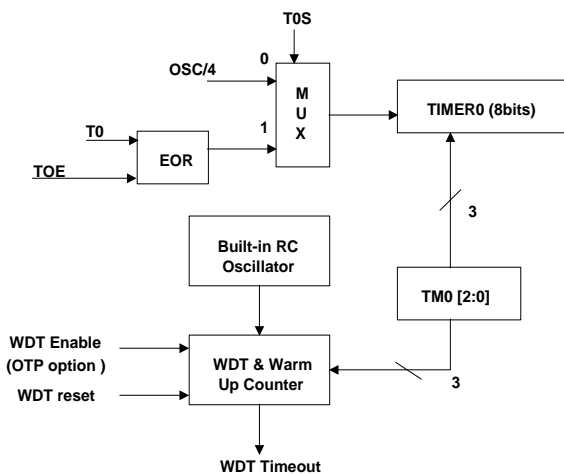 T0S
0
OSC/4
M
U
X
TIMER0 (8bits)
1
T0
EOR
TOE
3
Built-in RC
Oscillator
TM0 [2:0]
WDT Enable
(OTP option )
WDT & Warm
Up Counter
3
WDT reset
WDT Timeout